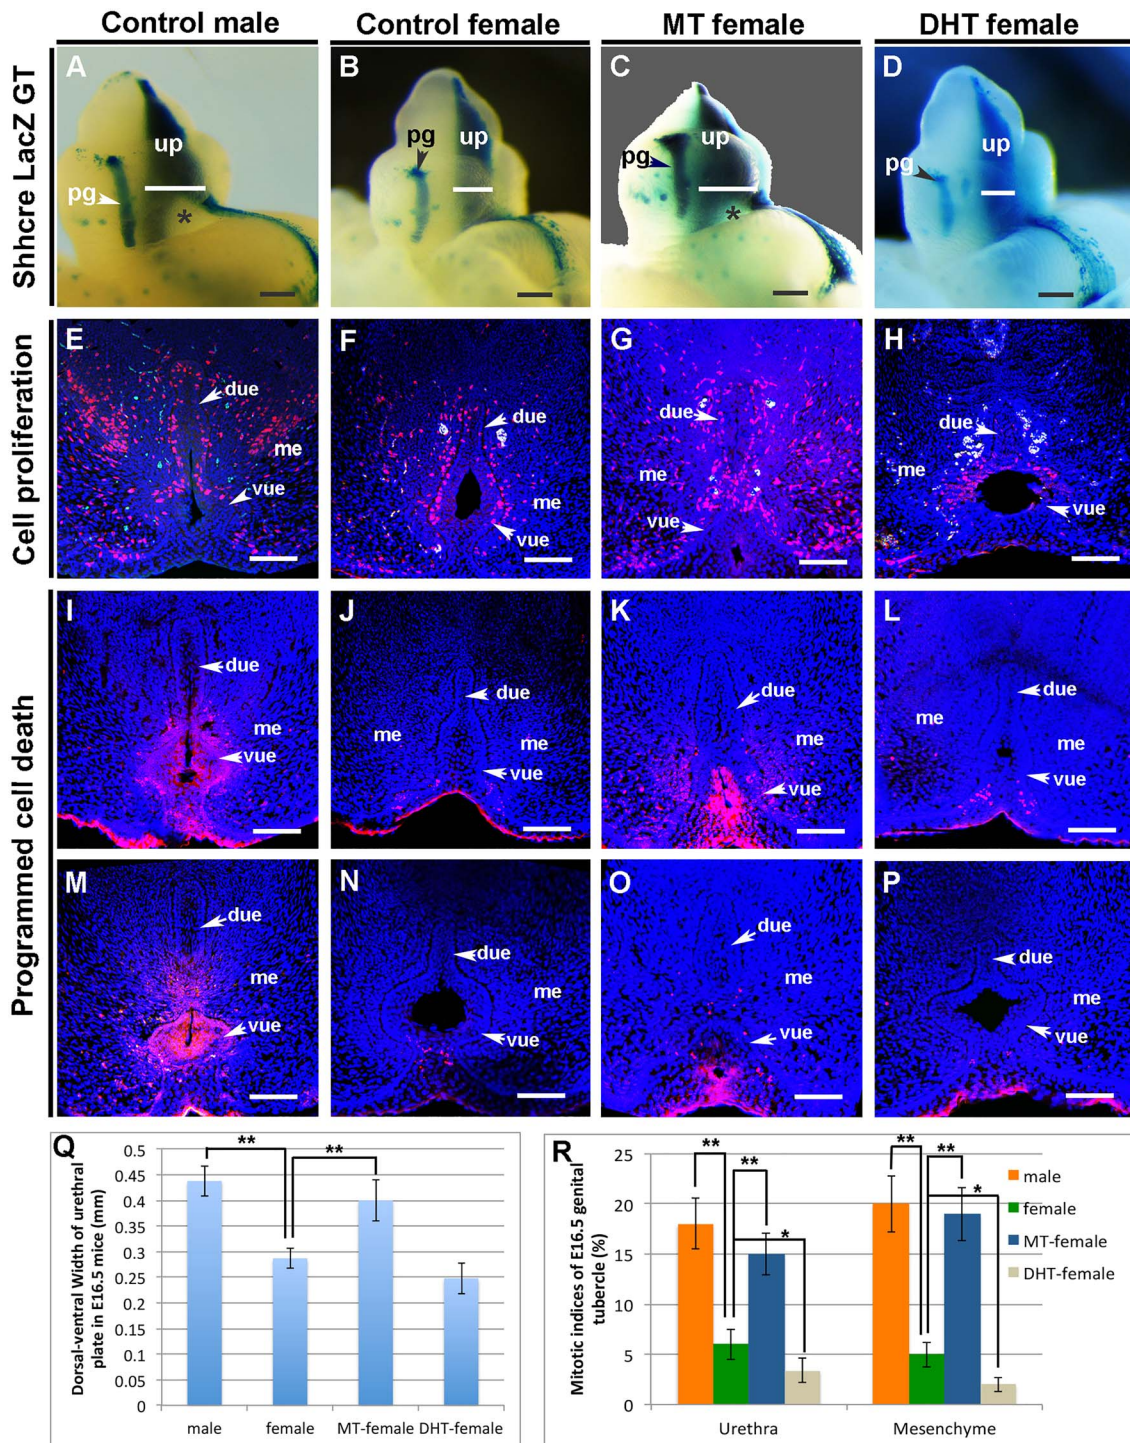 Control male Control female MT female DHT female
Shhcre LacZ GT
A B C D
up up up up
pg pg pg pg
* *
Cell proliferation
E F G H
due due due due
me me me me
vue vue vue vue
Programmed cell death
I J K L
due due due due
me me me me me
vue vue vue vue
M N O P
due due due due
me me me
vue vue vue vue
Q
** **
Dorsal-ventral Width of urethral
plate in E16.5 mice (mm)
0.5
0.45
0.4
0.35
0.3
0.25
0.2
0.15
0.1
0.05
0
male female MT-female DHT-female
R
** ** * ** ** *
Mitotic indices of E16.5 genital
tubercle (%)
25
20
15
10
5
0
Urethra Mesenchyme
male
female
MT-female
DHT-female